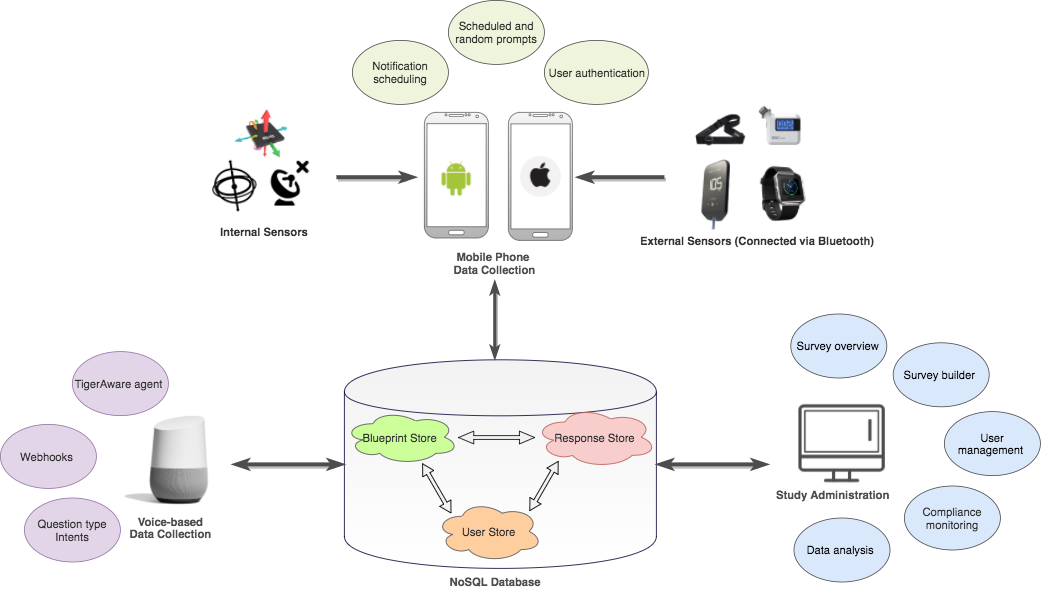 Scheduled and
random prompts
Notification
scheduling
User authentication
Internal Sensors
External Sensors (Connected via Bluetooth)
Mobile Phone
Data Collection
Survey overview
Survey builder
User
management
Compliance
monitoring
Data analysis
Study Administration
TigerAware agent
Webhooks
Question type
Intents
Voice-based
Data Collection
Blueprint Store
Response Store
User Store
NoSQL Database